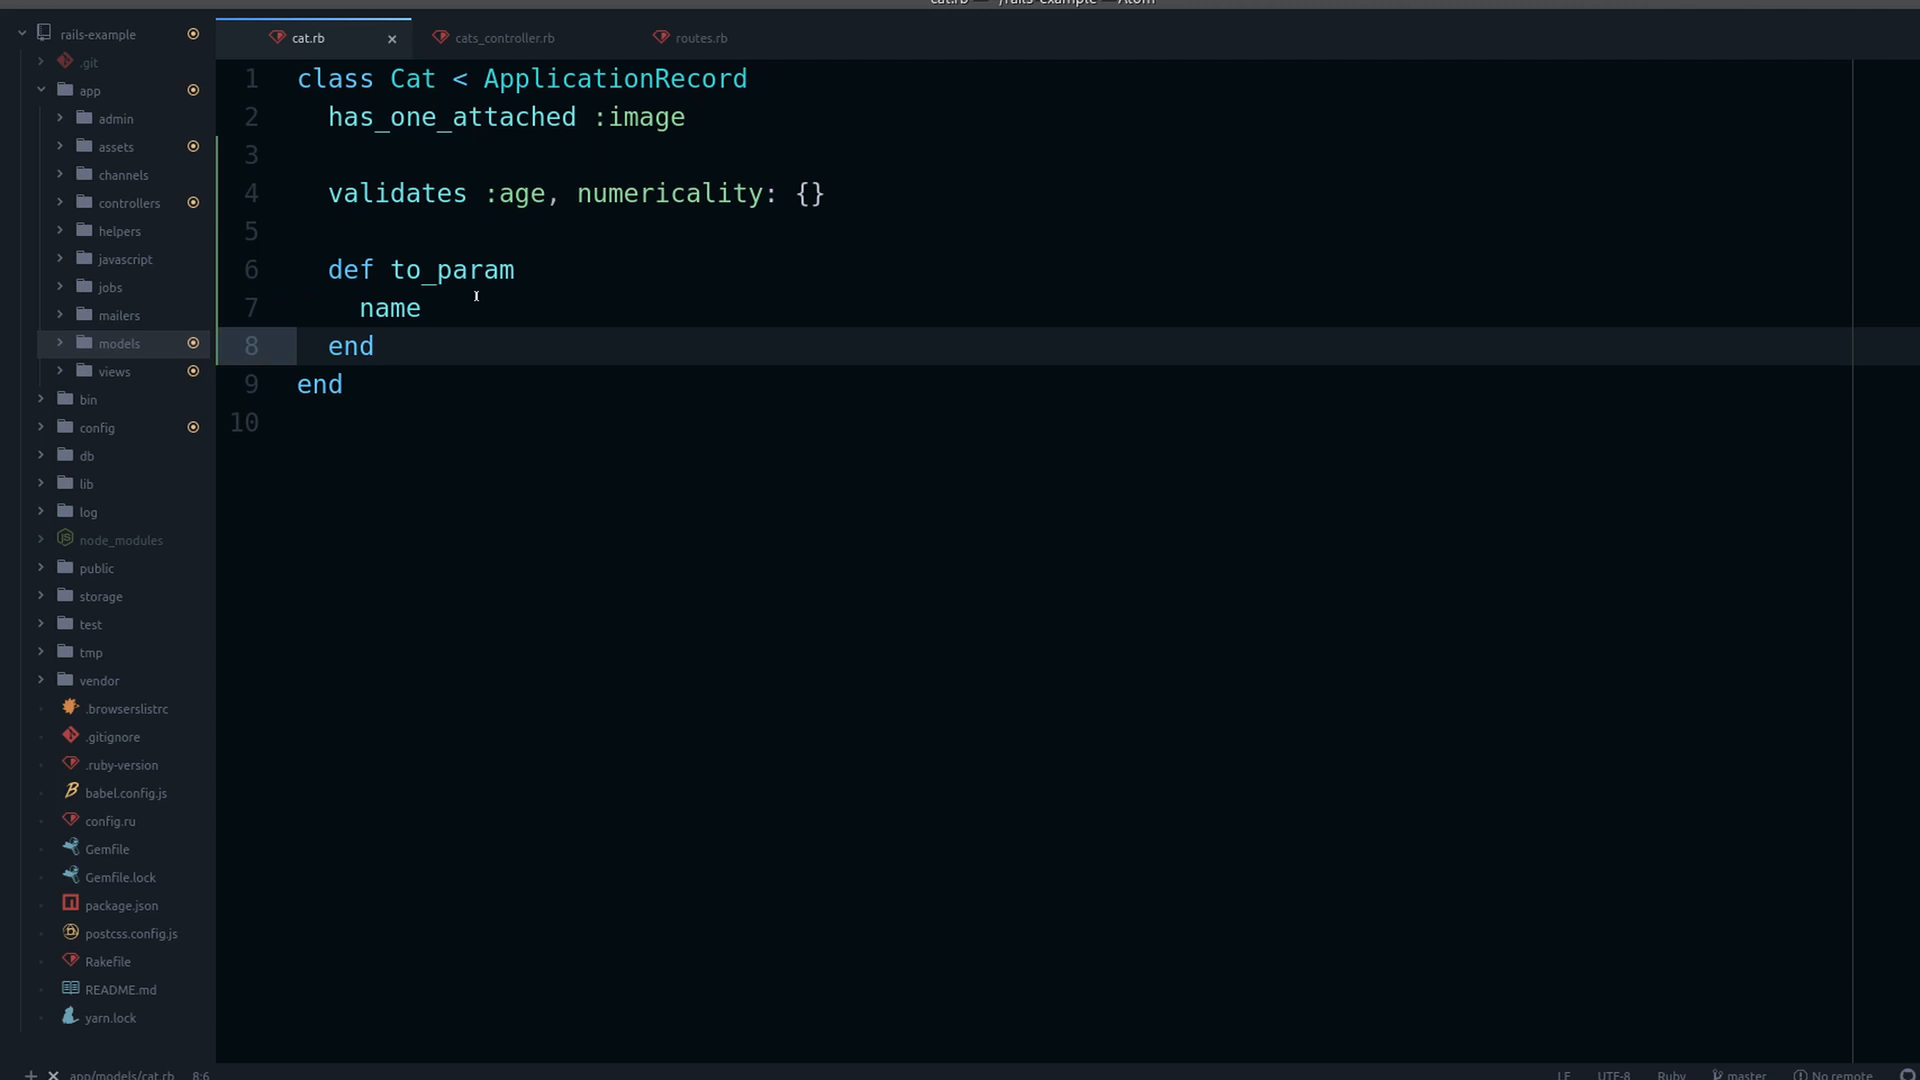 cat.rb — ~/rails-example — Atom
rails-example
.git
app
admin
assets
channels
controllers
helpers
javascript
jobs
mailers
models
views
bin
config
db
lib
log
node_modules
public
storage
test
tmp
vendor
.browserslistrc
.gitignore
.ruby-version
babel.config.js
config.ru
Gemfile
Gemfile.lock
package.json
postcss.config.js
Rakefile
README.md
yarn.lock
cat.rb cats_controller.rb routes.rb
1 class Cat < ApplicationRecord
2 has_one_attached :image
3
4 validates :age, numericality: {}
5
6 def to_param
7 name
8 end
9 end
10
app/models/cat.rb 8:6 LF UTF-8 Ruby master No remote